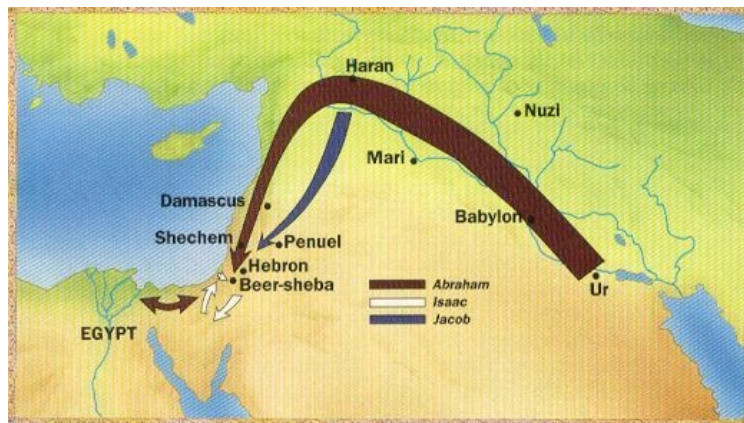 Haran
Nuzi
Mari
Damascus
Babylon
Shechem
Penuel
Hebron
Beer-sheba
Abraham
Ur
Isaac
Jacob
EGYPT